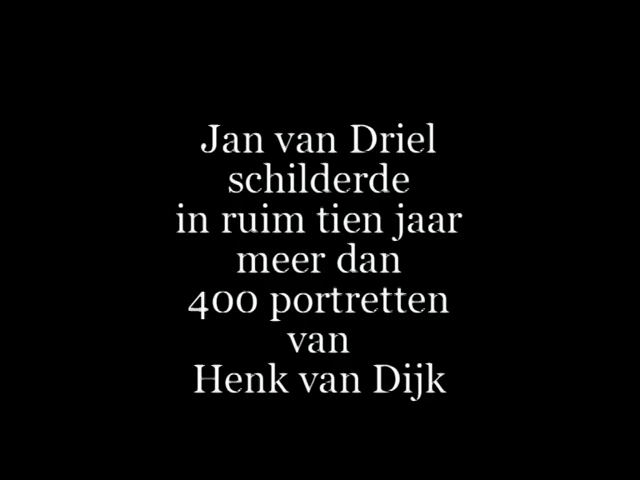 Jan van Driel
schilderde
in ruim tien jaar
meer dan
400 portretten
van
Henk van Dijk